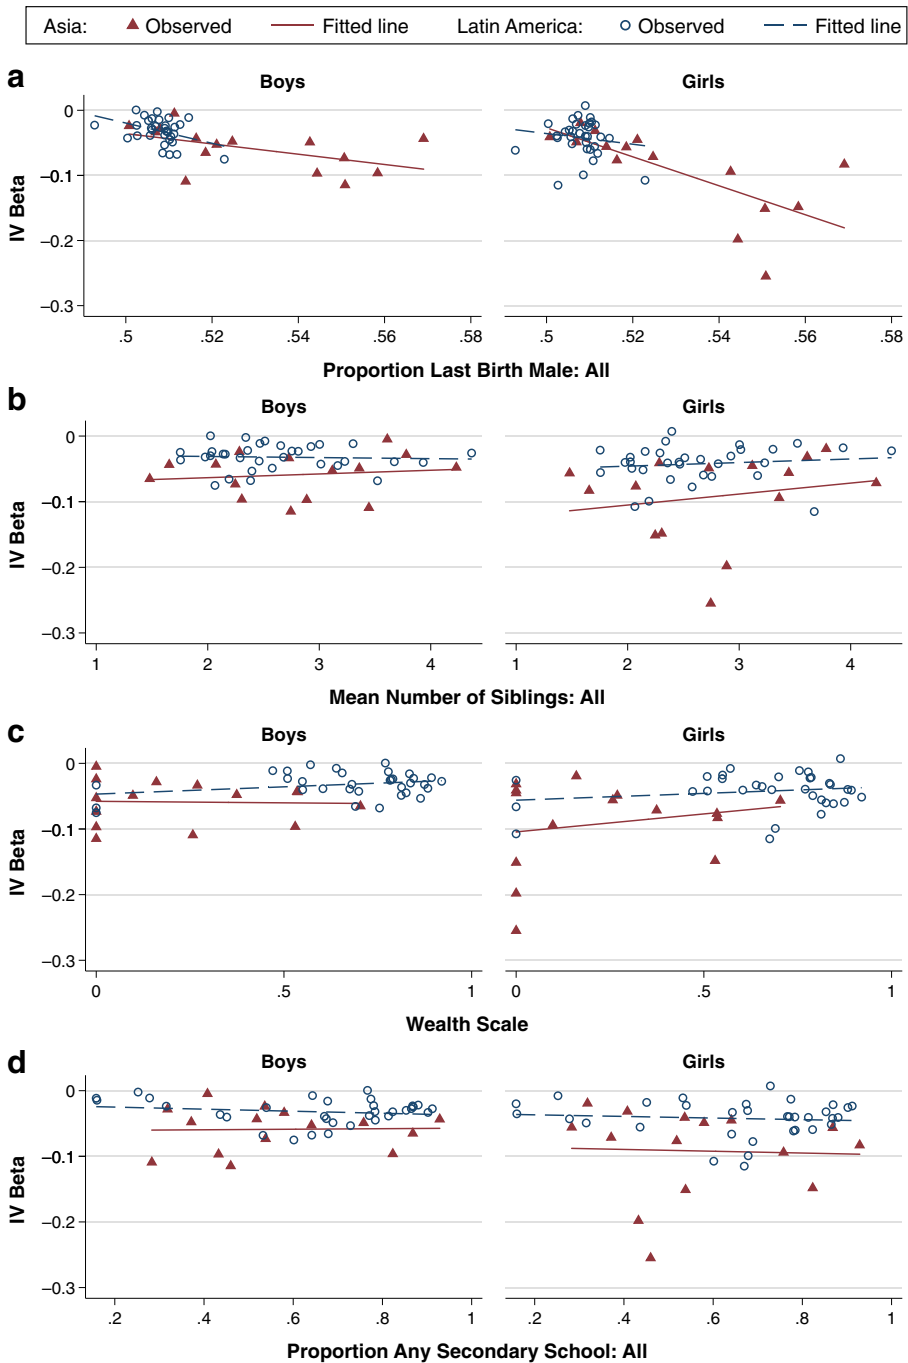 Asia: Observed Fitted line Latin America: Observed Fitted line
a
Boys Girls
0
−0.1
−0.2
−0.3
IV Beta
.5 .52 .54 .56 .58 .5 .52 .54 .56 .58
Proportion Last Birth Male: All
b
Boys Girls
0
−0.1
−0.2
−0.3
IV Beta
1 2 3 4 1 2 3 4
Mean Number of Siblings: All
c
Boys Girls
0
−0.1
−0.2
−0.3
IV Beta
0 .5 1 0 .5 1
Wealth Scale
d
Boys Girls
0
−0.1
−0.2
−0.3
IV Beta
.2 .4 .6 .8 1 .2 .4 .6 .8 1
Proportion Any Secondary School: All